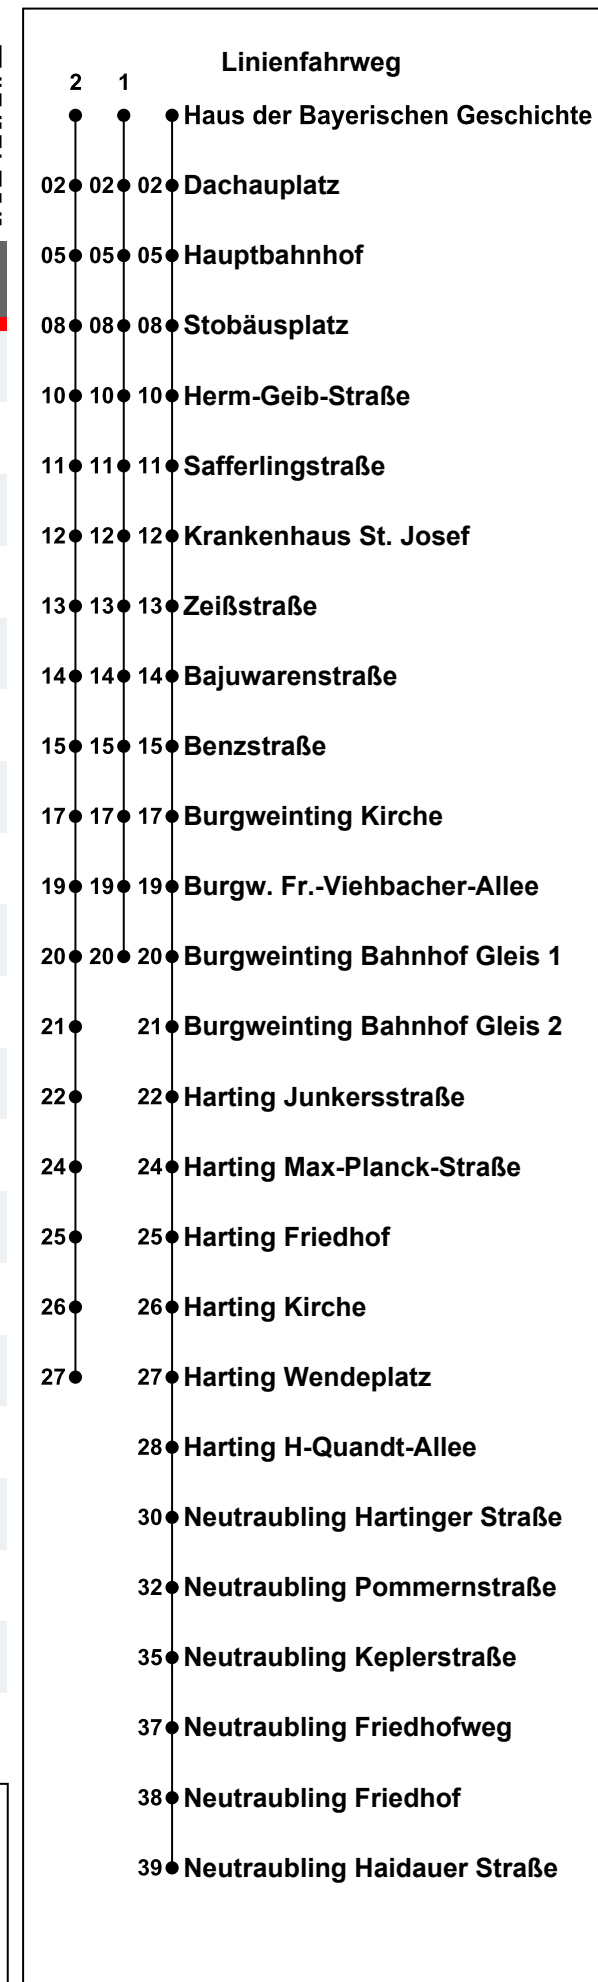 Linienfahrweg
2 1
Haus der Bayerischen Geschichte
02 02 02 Dachauplatz
05 05 05 Hauptbahnhof
08 08 08 Stobäusplatz
10 10 10 Herm-Geib-Straße
11 11 11 Safferlingstraße
12 12 12 Krankenhaus St. Josef
13 13 13 Zeißstraße
14 14 14 Bajuwarenstraße
15 15 15 Benzstraße
17 17 17 Burgweinting Kirche
19 19 19 Burgw. Fr.-Viehbacher-Allee
20 20 20 Burgweinting Bahnhof Gleis 1
21 21 Burgweinting Bahnhof Gleis 2
22 22 Harting Junkersstraße
24 24 Harting Max-Planck-Straße
25 25 Harting Friedhof
26 26 Harting Kirche
27 27 Harting Wendeplatz
28 Harting H-Quandt-Allee
30 Neutraubling Hartinger Straße
32 Neutraubling Pommernstraße
35 Neutraubling Keplerstraße
37 Neutraubling Friedhofweg
38 Neutraubling Friedhof
39 Neutraubling Haidauer Straße